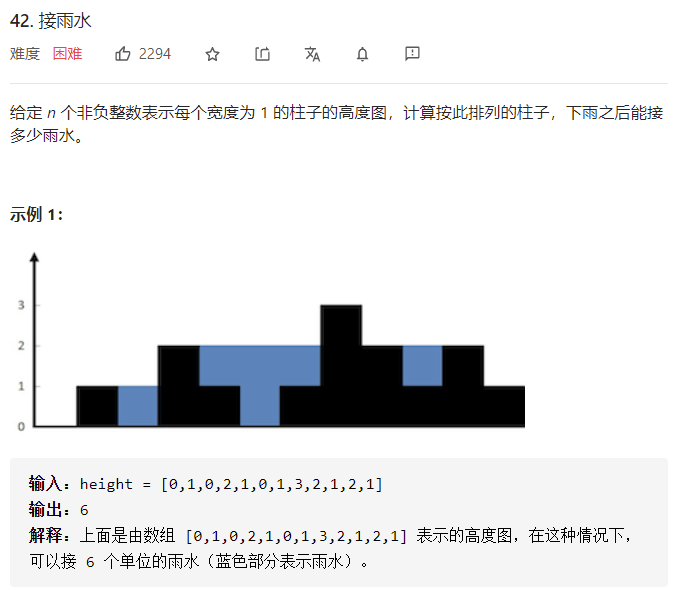 42. 接雨水
难度 困难 2294
给定 n 个非负整数表示每个宽度为 1 的柱子的高度图，计算按此排列的柱子，下雨之后能接
多少雨水。
示例 1：
3
2
1
0
输入：height = [0,1,0,2,1,0,1,3,2,1,2,1]
输出：6
解释：上面是由数组 [0,1,0,2,1,0,1,3,2,1,2,1] 表示的高度图，在这种情况下，
可以接 6 个单位的雨水（蓝色部分表示雨水）。